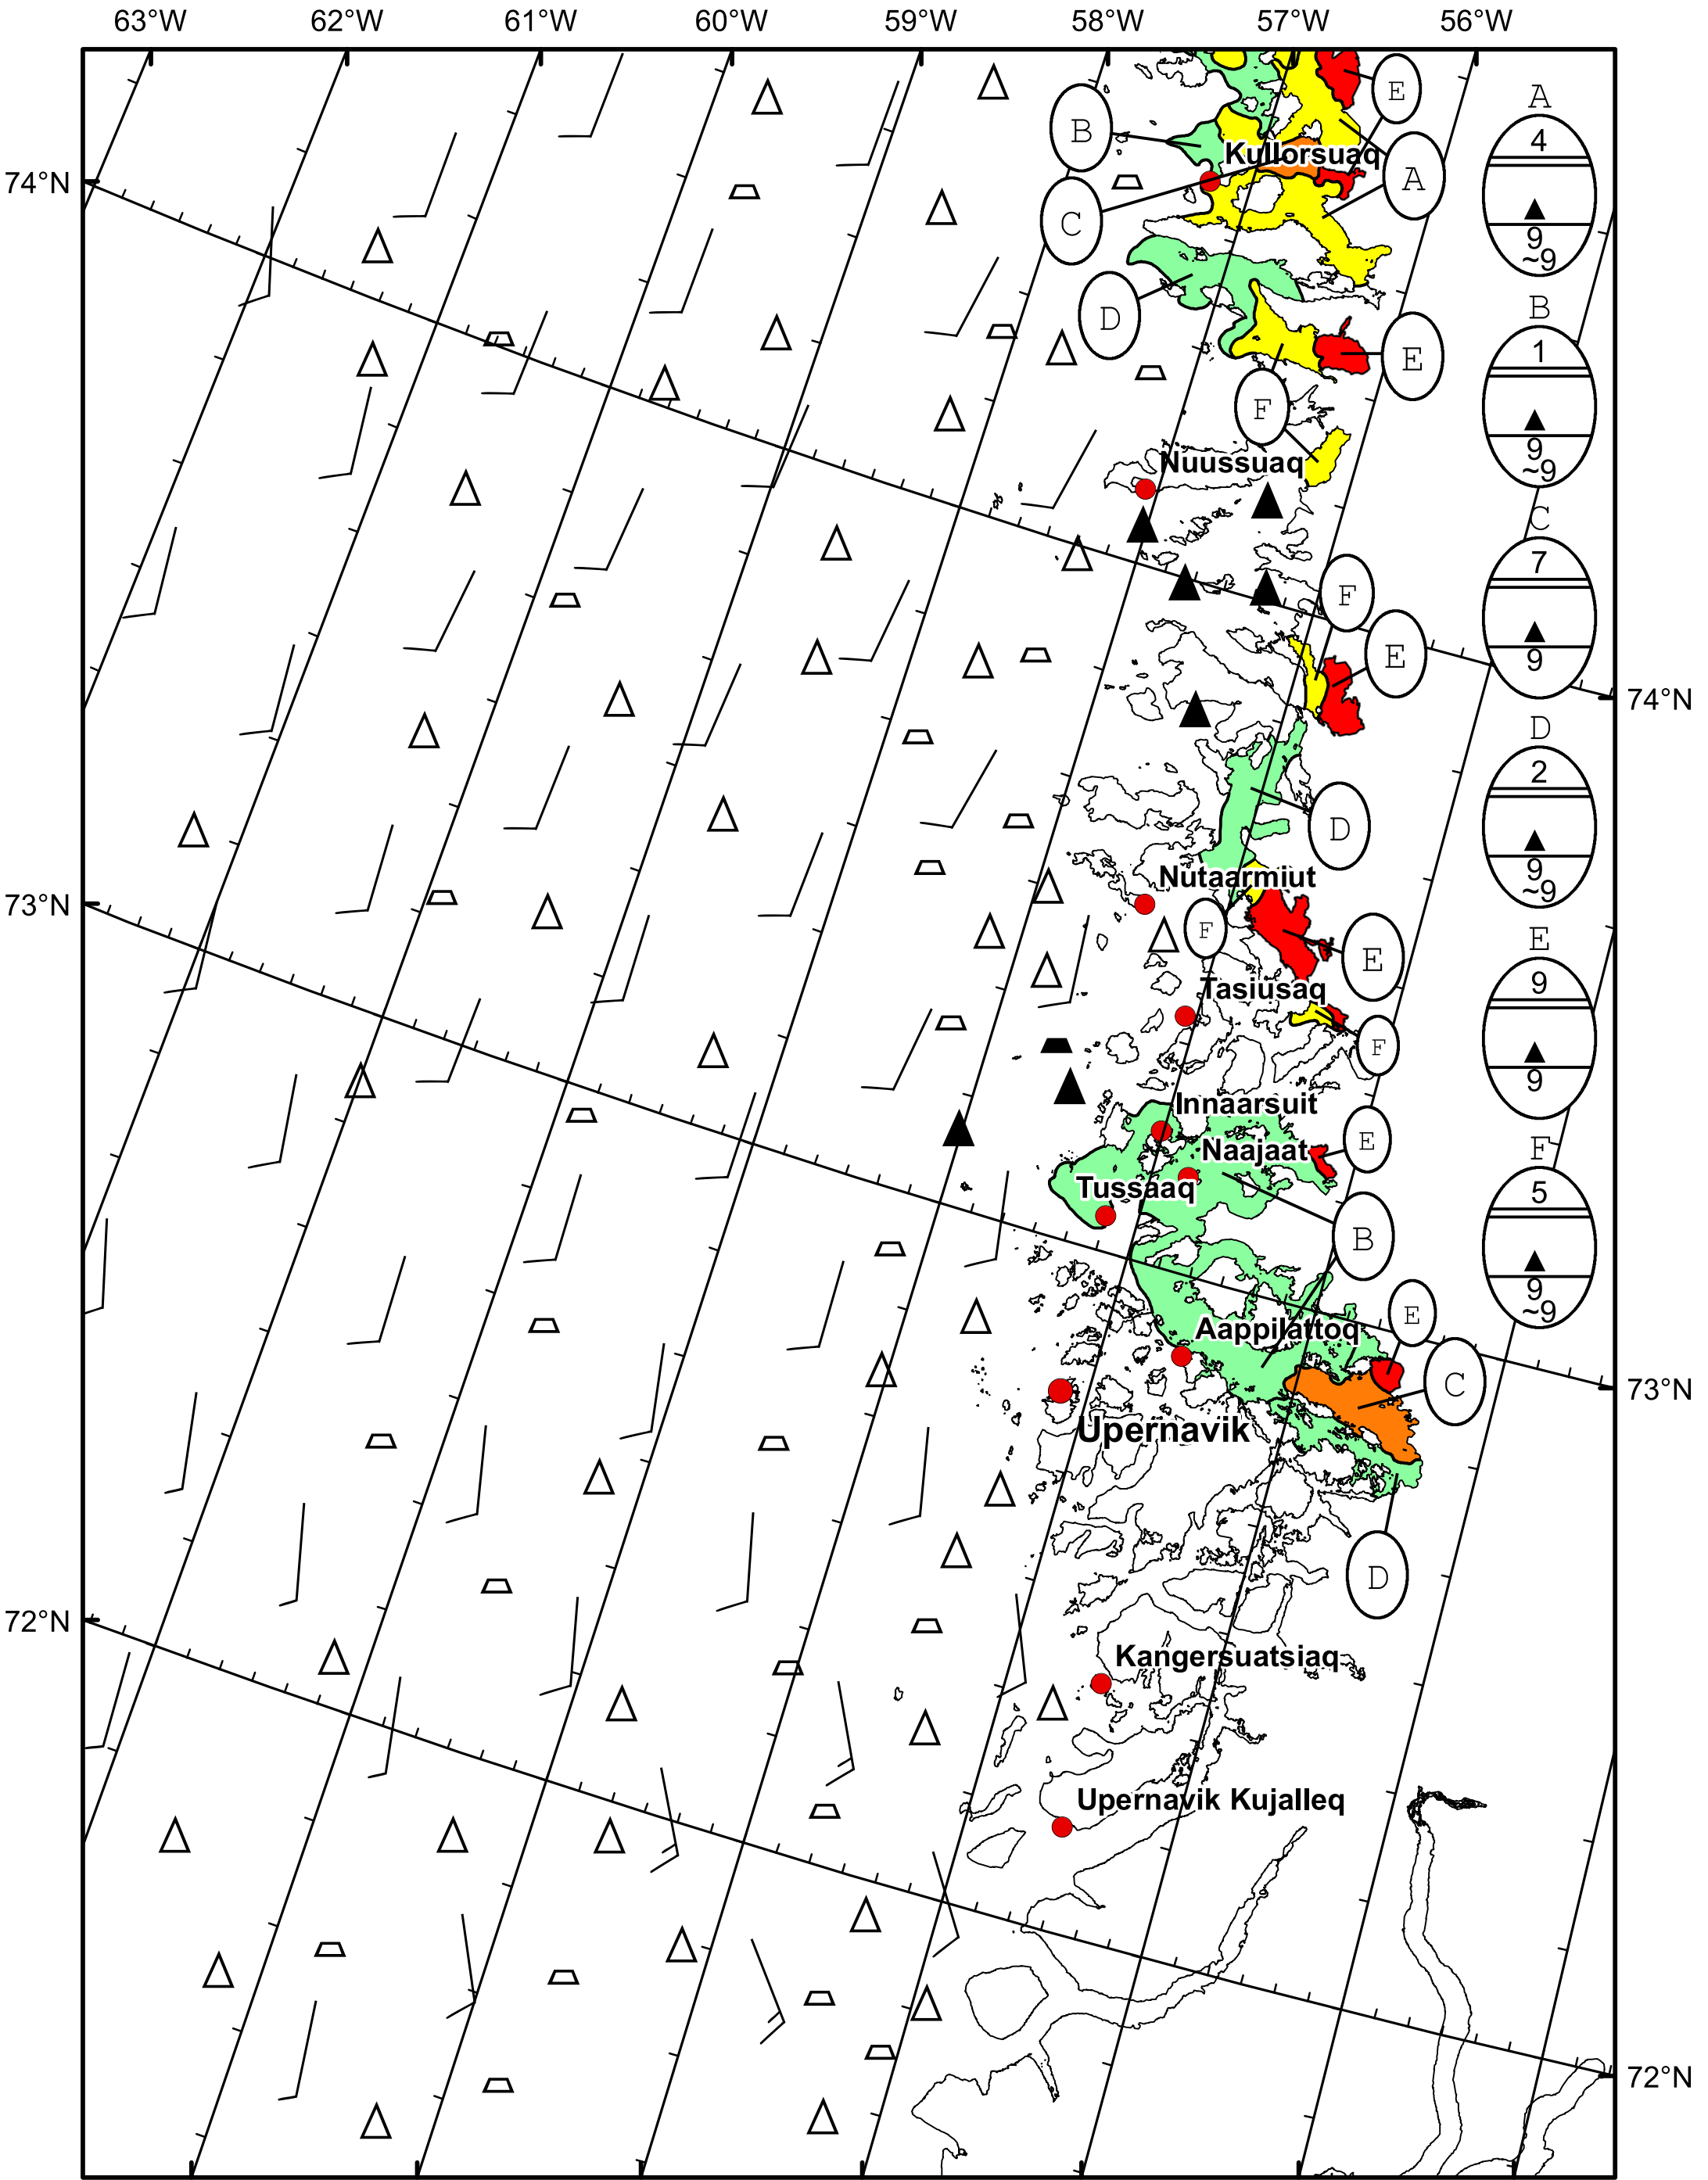 63°W 62°W 61°W 60°W 59°W 58°W 57°W 56°W
E
A
B
4
Kullorsuaq
74°N
A
C
9
~9
B
D
1
E
F
9
~9
Nuussuaq
C
7
F
9
E
74°N
D
2
D
9
~9
Nutaarmiut
73°N
F
E
E
9
Tasiusaq
F
9
Innaarsuit
E
Naajaat
F
Tussaaq
5
B
9
~9
E
Aappilattoq
C
73°N
Upernavik
D
72°N
Kangersuatsiaq
Upernavik Kujalleq
72°N